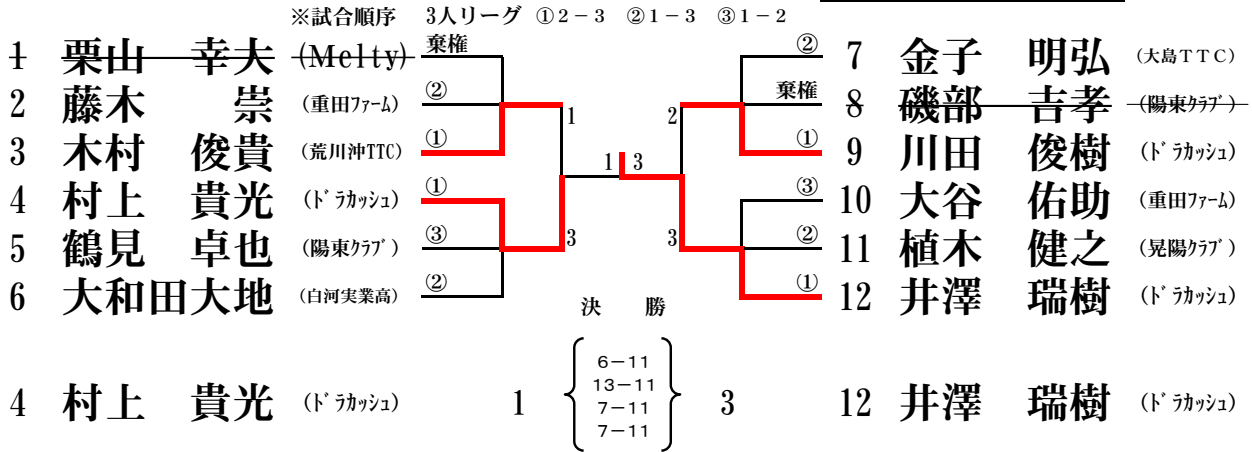 ※試合順序 3人リーグ ①2－3 ②1－3 ③1－2
1 栗山 幸大 (Melty) 棄権
2 藤木 崇 (重田ファーム) ②
3 木村 俊貴 (荒川沖TTC) ①
4 村上 貴光 (ドラカッシュ) ①
5 鶴見 卓也 (陽東クラブ) ③
6 大和田大地 (白河実業高) ②
1
3
1 3
2
3
② 7 金子 明弘 (大島TTC)
棄権 8 磯部 吉孝 (陽東クラブ)
① 9 川田 俊樹 (ドラカッシュ)
③ 10 大谷 佑助 (重田ファーム)
② 11 植木 健之 (晃陽クラブ)
① 12 井澤 瑞樹 (ドラカッシュ)
決 勝
4 村上 貴光 (ドラカッシュ) 1
6－11
13－11
7－11
7－11
3 12 井澤 瑞樹 (ドラカッシュ)